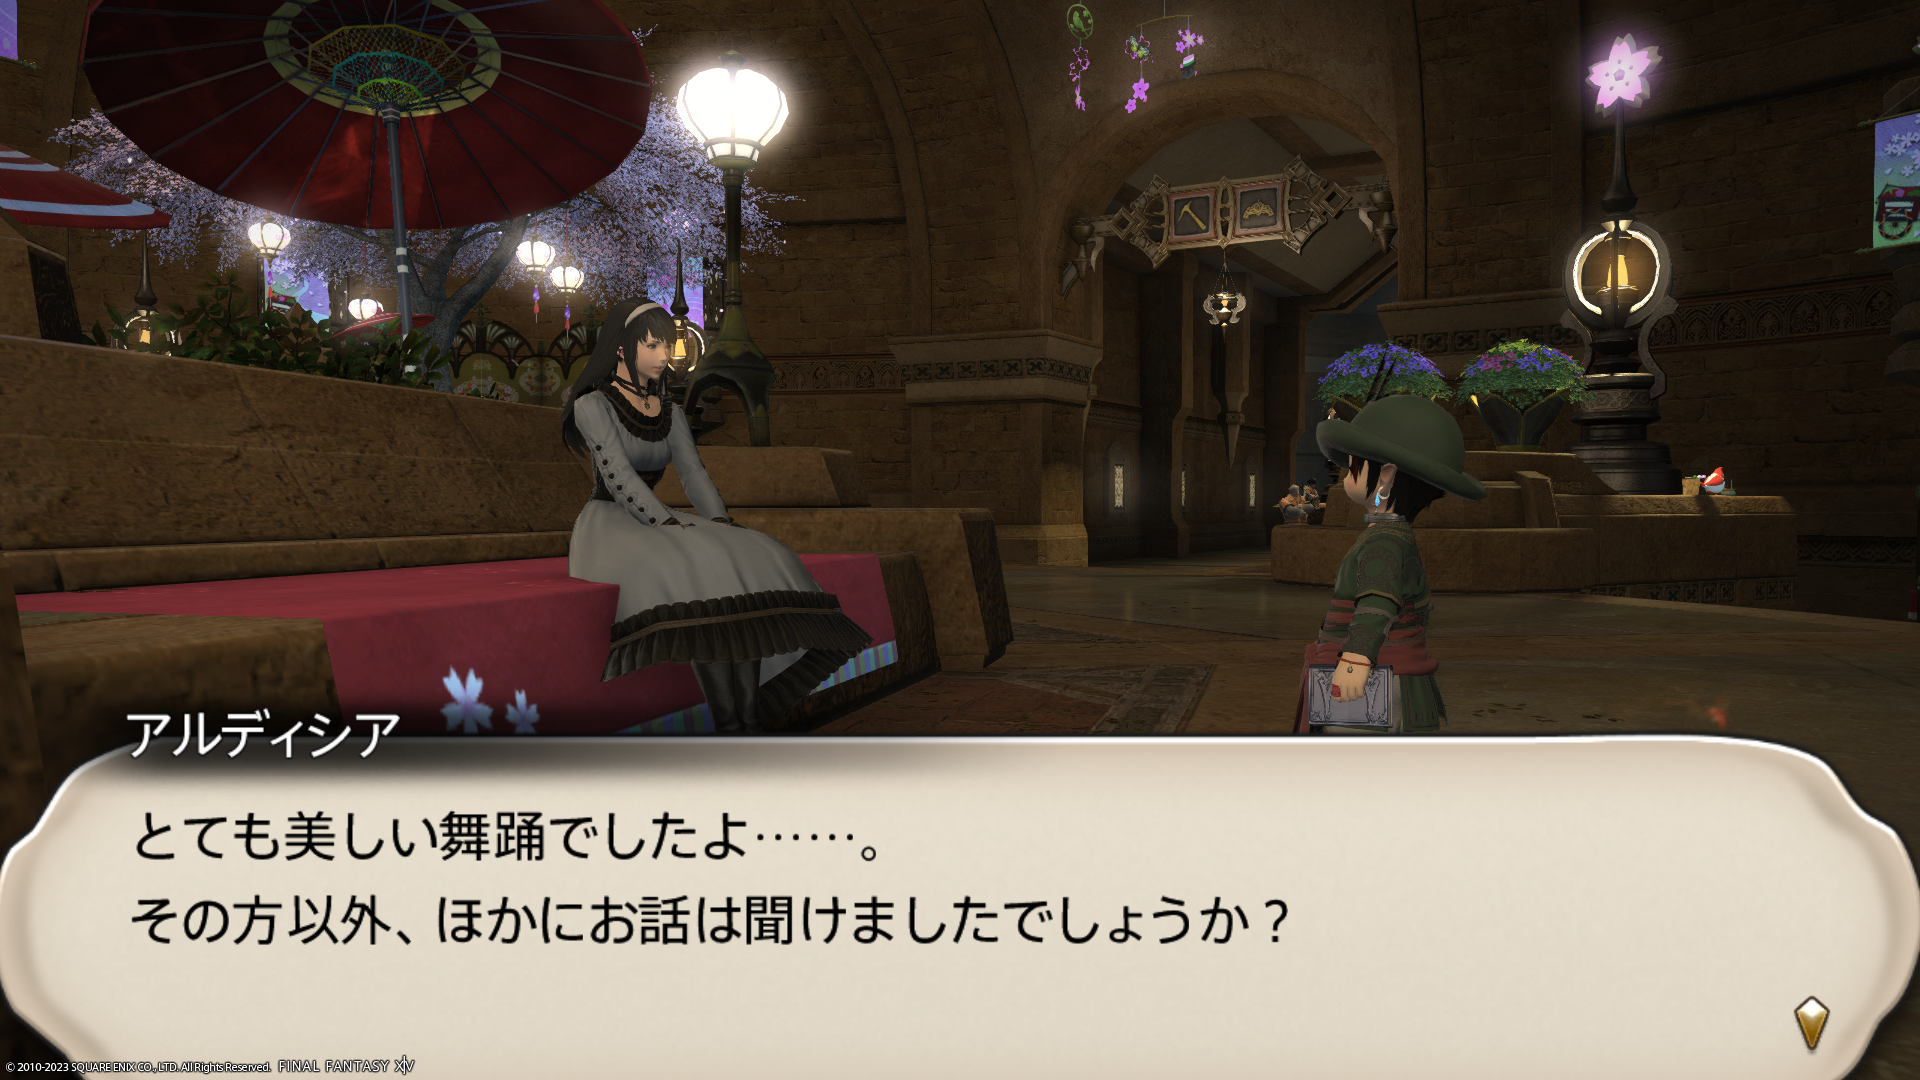 アルディシア
とても美しい舞踊でしたよ……。
その方以外、ほかにお話は聞けましたでしょうか？
© 2010-2023 SQUARE ENIX CO., LTD. All Rights Reserved. FINAL FANTASY XIV